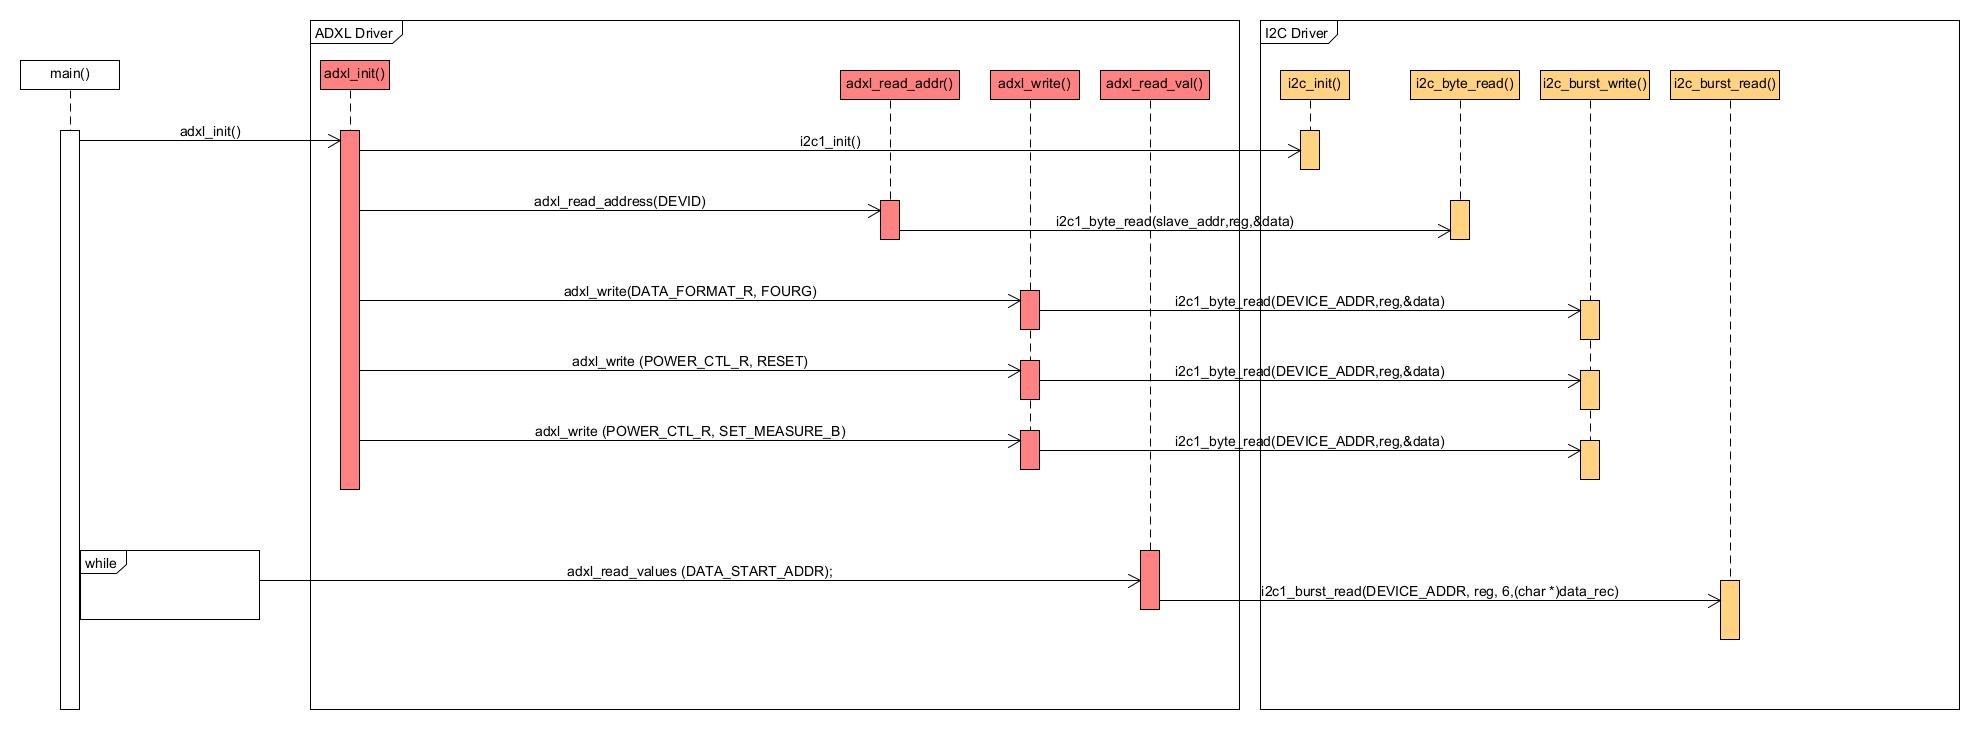 ADXL Driver
I2C Driver
main()
adxl_init()
adxl_read_addr()
adxl_write()
adxl_read_val()
i2c_init()
i2c_byte_read()
i2c_burst_write()
i2c_burst_read()
adxl_init()
i2c1_init()
adxl_read_address(DEVID)
i2c1_byte_read(slave_addr,reg,&data)
adxl_write(DATA_FORMAT_R, FOURG)
i2c1_byte_read(DEVICE_ADDR,reg,&data)
adxl_write (POWER_CTL_R, RESET)
i2c1_byte_read(DEVICE_ADDR,reg,&data)
adxl_write (POWER_CTL_R, SET_MEASURE_B)
i2c1_byte_read(DEVICE_ADDR,reg,&data)
while
adxl_read_values (DATA_START_ADDR);
i2c1_burst_read(DEVICE_ADDR, reg, 6,(char *)data_rec)